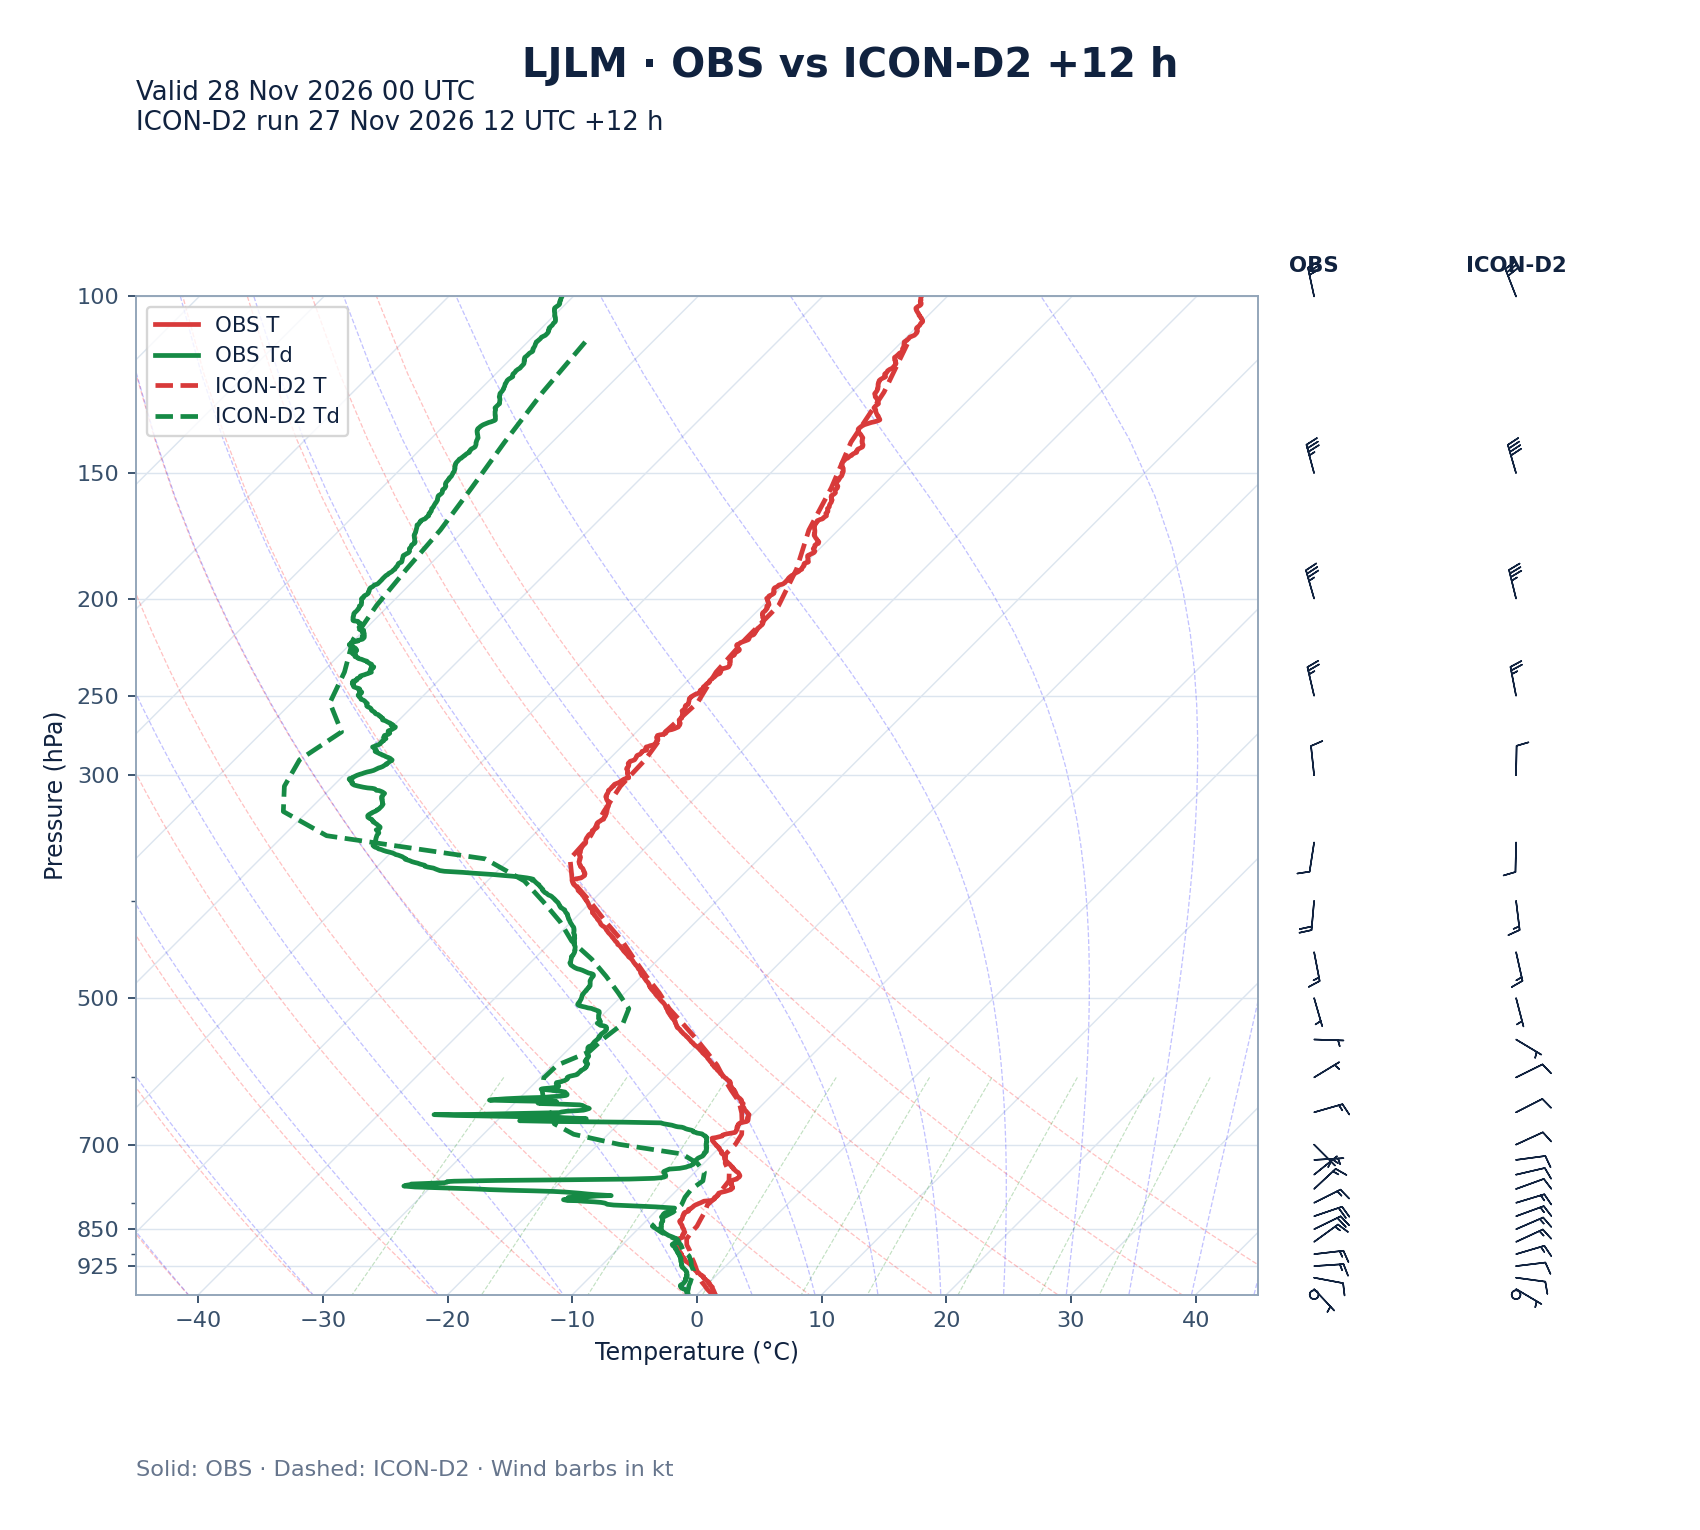 LJLM · OBS vs ICON-D2 +12 h
Valid 28 Nov 2026 00 UTC
ICON-D2 run 27 Nov 2026 12 UTC +12 h
OBS ICON-D2
OBS T
OBS Td
ICON-D2 T
ICON-D2 Td
100
150
200
250
300
500
700
850
925
Pressure (hPa)
−40 −30 −20 −10 0 10 20 30 40
Temperature (°C)
Solid: OBS · Dashed: ICON-D2 · Wind barbs in kt